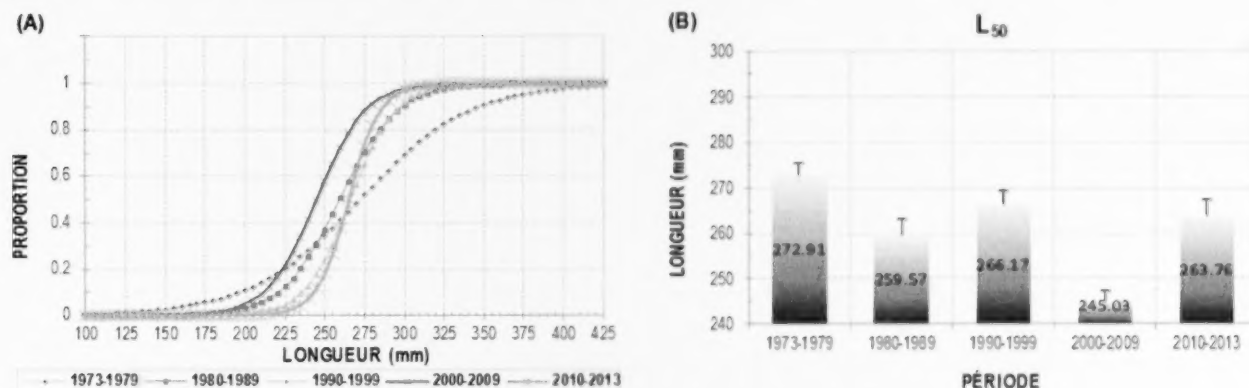 (A)
PROPORTION
1
0.8
0.6
0.4
0.2
0
100 125 150 175 200 225 250 275 300 325 350 375 400 425
LONGUEUR (mm)
1973-1979 1980-1989 1990-1999 2000-2009 2010-2013
(B)
L50
LONGUEUR (mm)
300
290
280
270
260
250
240
272.91
259.57
266.17
245.03
263.76
1973-1979 1980-1989 1990-1999 2000-2009 2010-2013
PÉRIODE